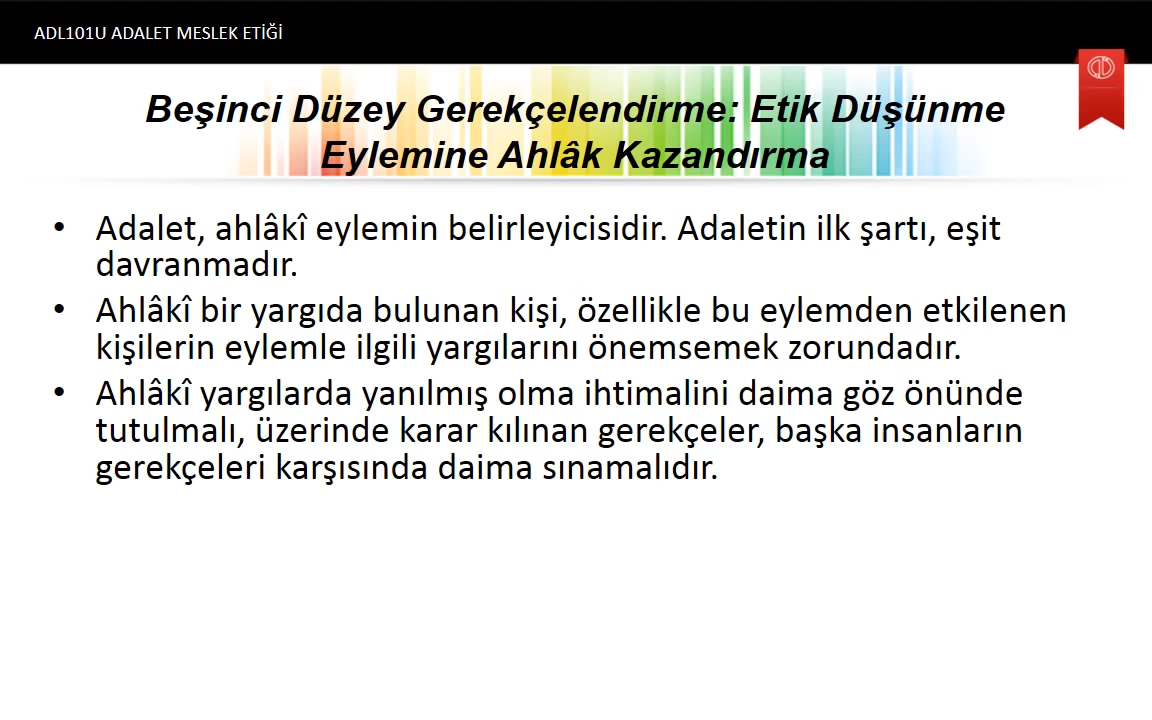 ADL101U ADALET MESLEK ETİĞİ
Beşinci Düzey Gerekçelendirme: Etik Düşünme
Eylemine Ahlâk Kazandırma
• Adalet, ahlâkî eylemin belirleyicisidir. Adaletin ilk şartı, eşit
davranmadır.
• Ahlâkî bir yargıda bulunan kişi, özellikle bu eylemden etkilenen
kişilerin eylemle ilgili yargılarını önemsemek zorundadır.
• Ahlâkî yargılarda yanılmış olma ihtimalini daima göz önünde
tutulmalı, üzerinde karar kılınan gerekçeler, başka insanların
gerekçeleri karşısında daima sınamalıdır.